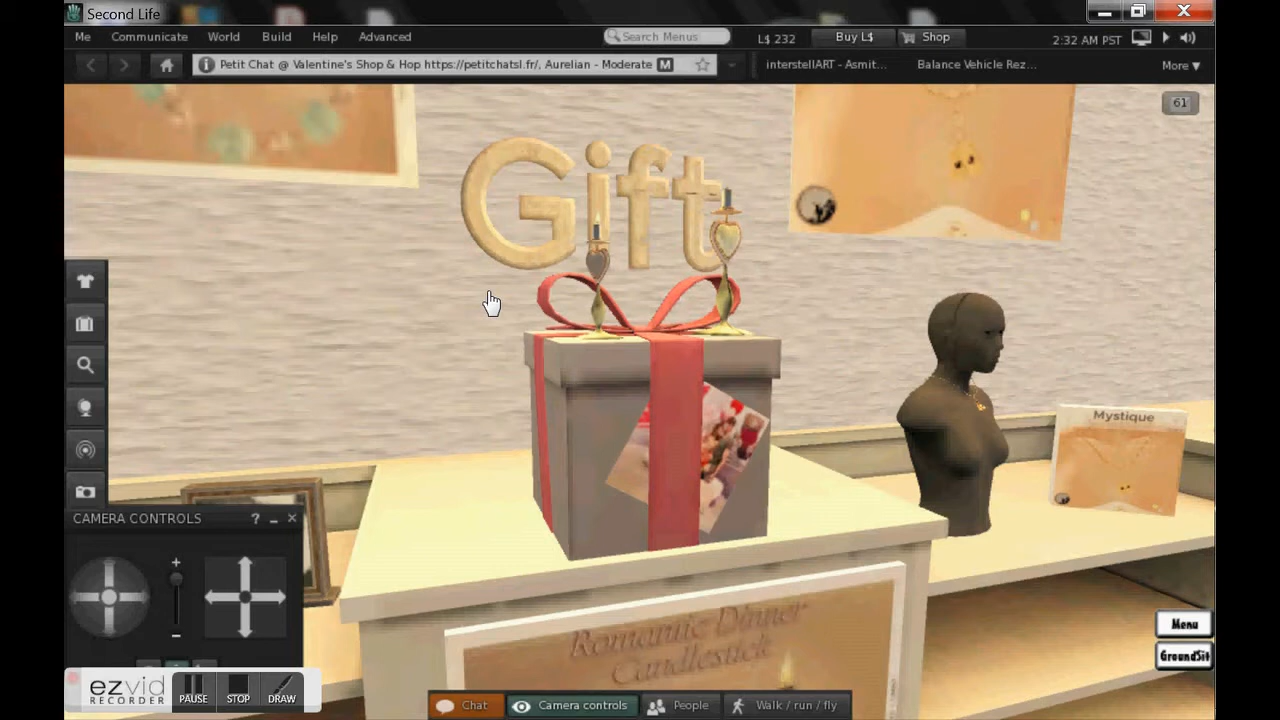 Second Life
Me Communicate World Build Help Advanced
Search Menus
L$ 232
Buy L$
Shop
2:32 AM PST
Petit Chat @ Valentine's Shop & Hop https://petitchatsl.fr/, Aurelian - Moderate M
interstellART - Asmit...
Balance Vehicle Rez...
More
61
Gift
Mystique
CAMERA CONTROLS
?
Romantic Dinner
Candlestick
Menu
GroundSit
ezvid
RECORDER
PAUSE
STOP
DRAW
Chat
Camera controls
People
Walk / run / fly